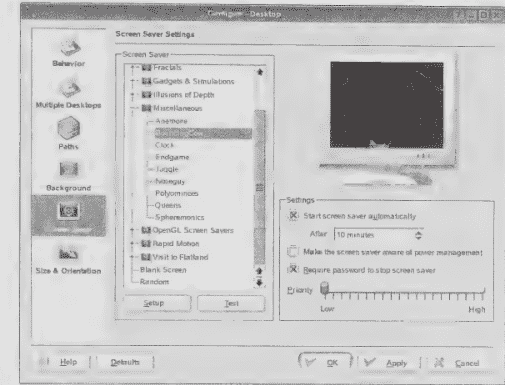 Configure - Desktop
Screen Saver Settings
Behavior
Multiple Desktops
Paths
Background
Size & Orientation
Screen Saver
Fractals
Gadgets & Simulations
Illusions of Depth
Miscellaneous
Anemone
Clock
Endgame
Juggle
Noseguy
Polyominoes
Queens
Spheremonics
OpenGL Screen Savers
Rapid Motion
Visit to Flatland
Blank Screen
Random
Setup
Test
Settings
Start screen saver automatically
After 10 minutes
Make the screen saver aware of power management
Require password to stop screen saver
Priority
Low High
Help Defaults OK Apply Cancel